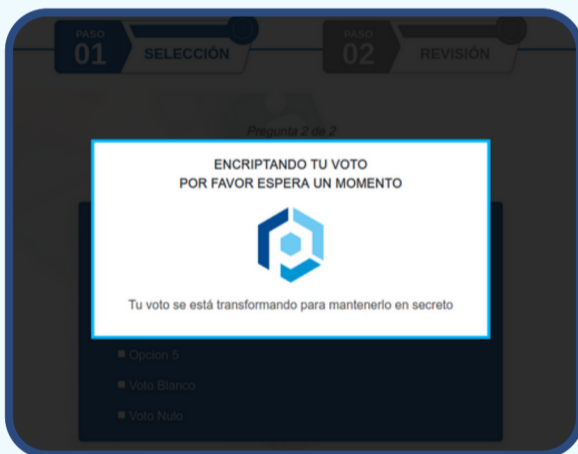 PASO
01
SELECCIÓN
PASO
02
REVISIÓN
Pregunta 2 de 2
ENCRIPTANDO TU VOTO
POR FAVOR ESPERA UN MOMENTO
Tu voto se está transformando para mantenerlo en secreto
Opcion 5
Voto Blanco
Voto Nulo